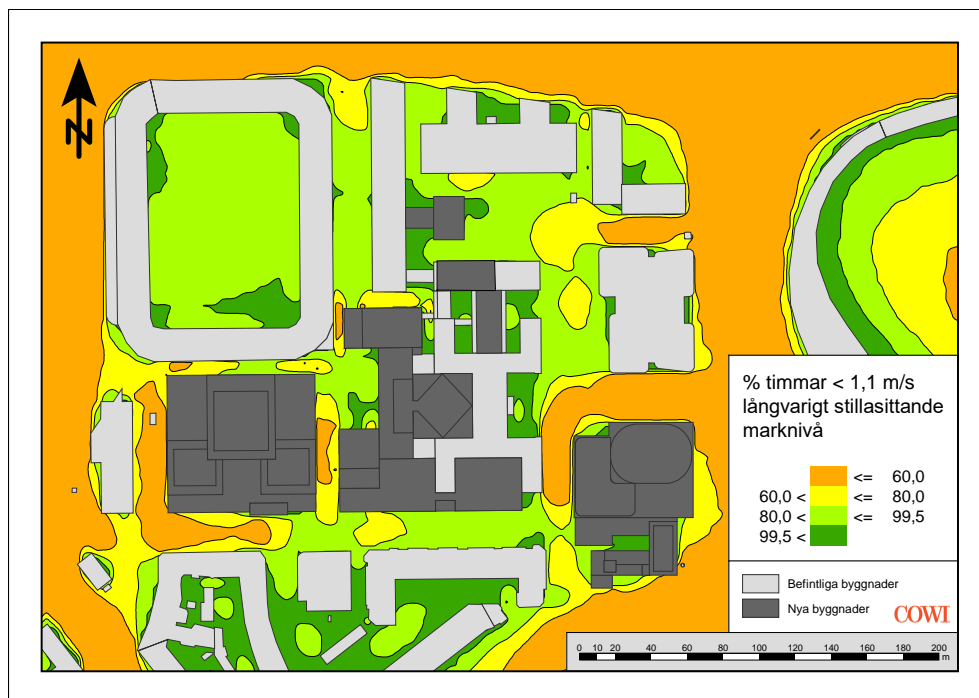 N
% timmar < 1,1 m/s
långvarigt stillasittande
marknivå
<= 60,0
60,0 < <= 80,0
80,0 < <= 99,5
99,5 <
Befintliga byggnader
Nya byggnader
COWI
0 10 20 40 60 80 100 120 140 160 180 200
m